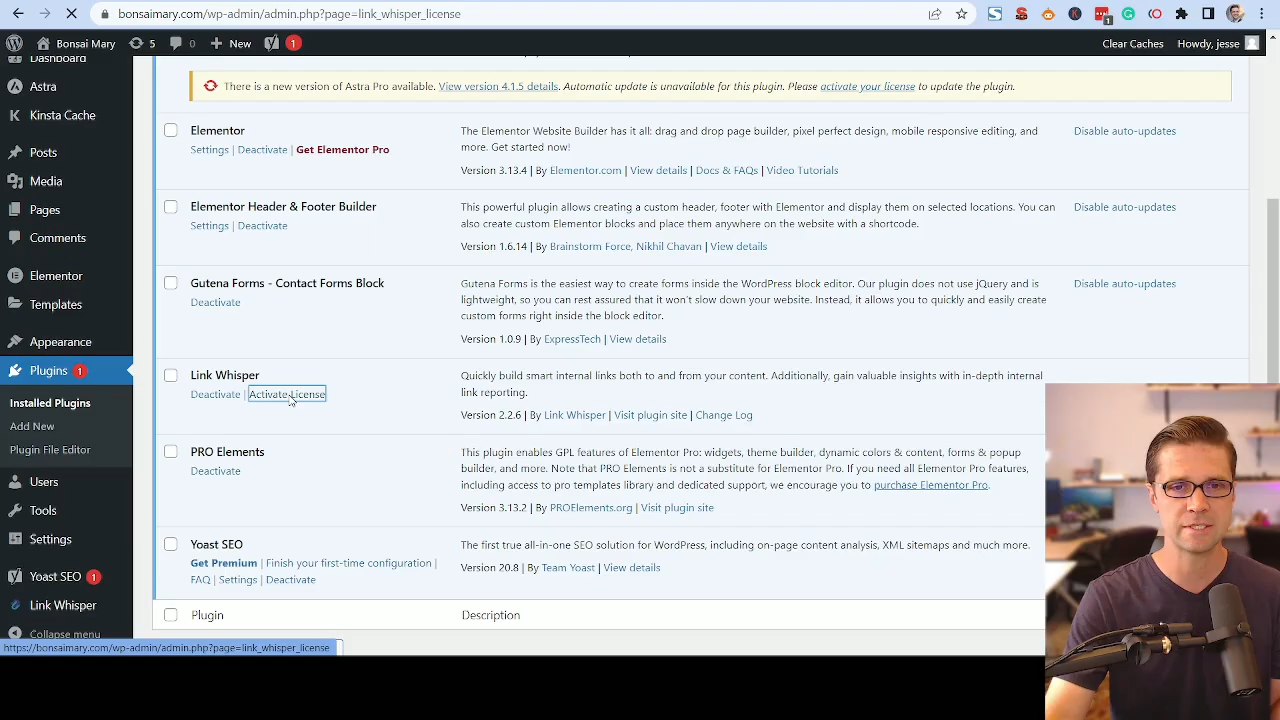 bonsaimary.com/wp-admin/admin.php?page=link_whisper_license
1
Bonsai Mary
5
0
New
1
Clear Caches
Howdy, jesse
Dashboard
Astra
Kinsta Cache
Posts
Media
Pages
Comments
Elementor
Templates
Appearance
Plugins 1
Installed Plugins
Add New
Plugin File Editor
Users
Tools
Settings
Yoast SEO 1
Link Whisper
Collapse menu
There is a new version of Astra Pro available. View version 4.1.5 details. Automatic update is unavailable for this plugin. Please activate your license to update the plugin.
Elementor
Settings | Deactivate | Get Elementor Pro
The Elementor Website Builder has it all: drag and drop page builder, pixel perfect design, mobile responsive editing, and
more. Get started now!
Version 3.13.4 | By Elementor.com | View details | Docs & FAQs | Video Tutorials
Disable auto-updates
Elementor Header & Footer Builder
Settings | Deactivate
This powerful plugin allows creating a custom header, footer with Elementor and display them on selected locations. You can
also create custom Elementor blocks and place them anywhere on the website with a shortcode.
Version 1.6.14 | By Brainstorm Force, Nikhil Chavan | View details
Disable auto-updates
Gutena Forms - Contact Forms Block
Deactivate
Gutena Forms is the easiest way to create forms inside the WordPress block editor. Our plugin does not use jQuery and is
lightweight, so you can rest assured that it won't slow down your website. Instead, it allows you to quickly and easily create
custom forms right inside the block editor.
Version 1.0.9 | By ExpressTech | View details
Disable auto-updates
Link Whisper
Deactivate | Activate License
Quickly build smart internal links both to and from your content. Additionally, gain valuable insights with in-depth internal
link reporting.
Version 2.2.6 | By Link Whisper | Visit plugin site | Change Log
PRO Elements
Deactivate
This plugin enables GPL features of Elementor Pro: widgets, theme builder, dynamic colors & content, forms & popup
builder, and more. Note that PRO Elements is not a substitute for Elementor Pro. If you need all Elementor Pro features,
including access to pro templates library and dedicated support, we encourage you to purchase Elementor Pro.
Version 3.13.2 | By PROElements.org | Visit plugin site
Yoast SEO
Get Premium | Finish your first-time configuration |
FAQ | Settings | Deactivate
The first true all-in-one SEO solution for WordPress, including on-page content analysis, XML sitemaps and much more.
Version 20.8 | By Team Yoast | View details
Plugin
Description
https://bonsaimary.com/wp-admin/admin.php?page=link_whisper_license